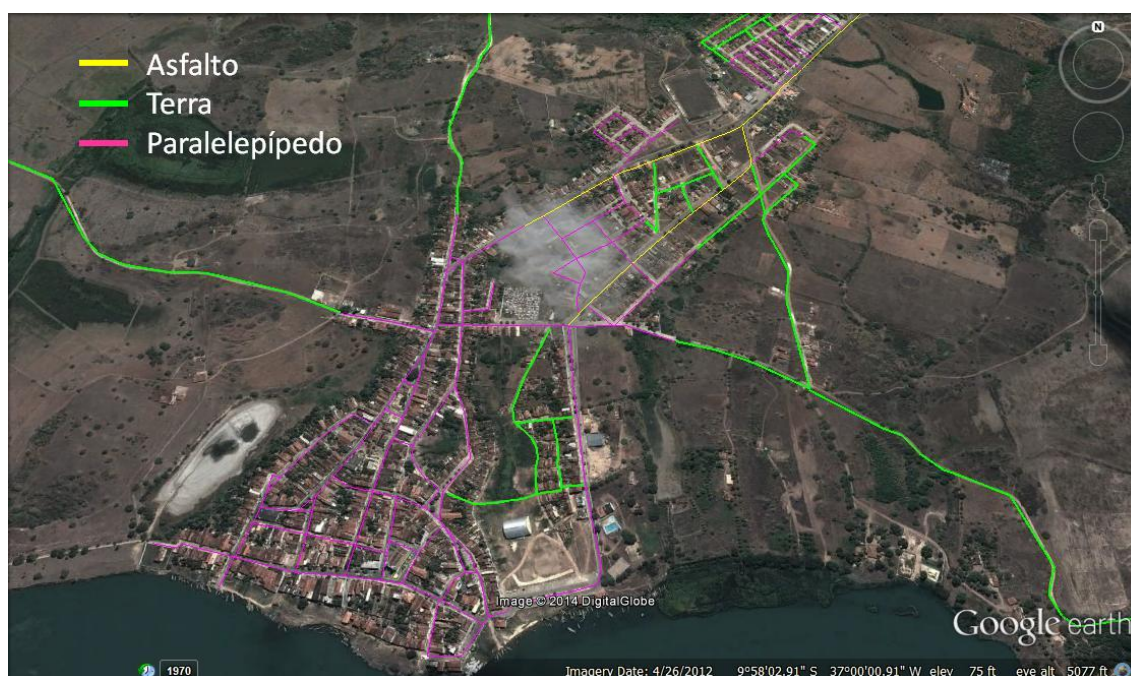 Asfalto
Terra
Paralelepípedo
N
Image © 2014 DigitalGlobe
Google earth
1970
Imagery Date: 4/26/2012 9°58'02.91" S 37°00'00.91" W elev 75 ft eye alt 5077 ft